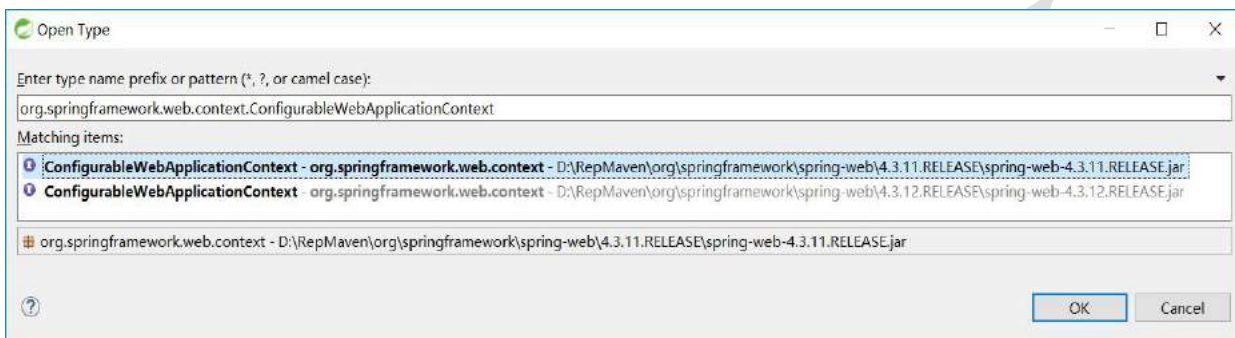 Open Type
Enter type name prefix or pattern (*, ?, or camel case):
org.springframework.web.context.ConfigurableWebApplicationContext
Matching items:
ConfigurableWebApplicationContext - org.springframework.web.context - D:\RepMaven\org\springframework\spring-web\4.3.11.RELEASE\spring-web-4.3.11.RELEASE.jar
ConfigurableWebApplicationContext - org.springframework.web.context - D:\RepMaven\org\springframework\spring-web\4.3.12.RELEASE\spring-web-4.3.12.RELEASE.jar
org.springframework.web.context - D:\RepMaven\org\springframework\spring-web\4.3.11.RELEASE\spring-web-4.3.11.RELEASE.jar
OK Cancel